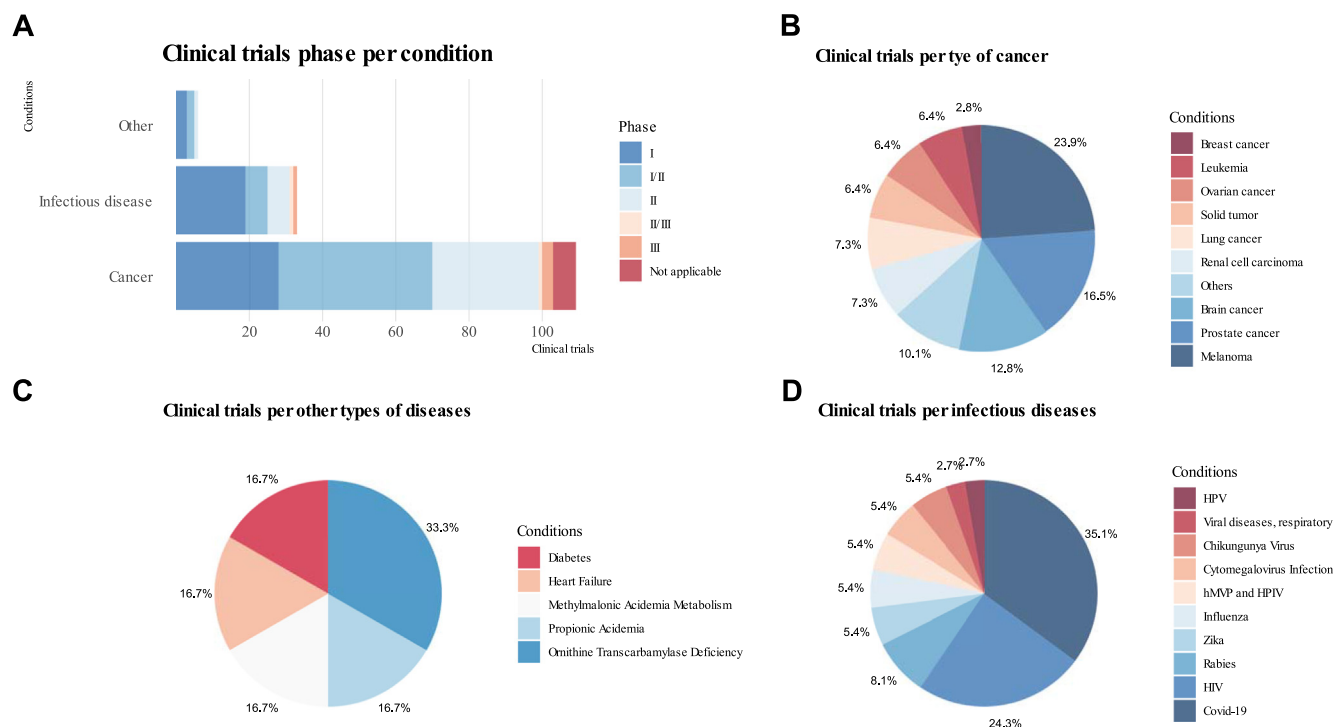 A
Clinical trials phase per condition
Conditions
Other
Infectious disease
Cancer
20
40
60
80
100
Clinical trials
Phase
I
I/II
II
II/III
III
Not applicable
B
Clinical trials per tye of cancer
2.8%
6.4%
6.4%
6.4%
7.3%
7.3%
10.1%
12.8%
16.5%
23.9%
Conditions
Breast cancer
Leukemia
Ovarian cancer
Solid tumor
Lung cancer
Renal cell carcinoma
Others
Brain cancer
Prostate cancer
Melanoma
C
Clinical trials per other types of diseases
16.7%
33.3%
16.7%
16.7%
16.7%
Conditions
Diabetes
Heart Failure
Methylmalonic Acidemia Metabolism
Propionic Acidemia
Ornithine Transcarbamylase Deficiency
D
Clinical trials per infectious diseases
2.7%
2.7%
5.4%
5.4%
5.4%
5.4%
5.4%
8.1%
24.3%
35.1%
Conditions
HPV
Viral diseases, respiratory
Chikungunya Virus
Cytomegalovirus Infection
hMVP and HPIV
Influenza
Zika
Rabies
HIV
Covid-19